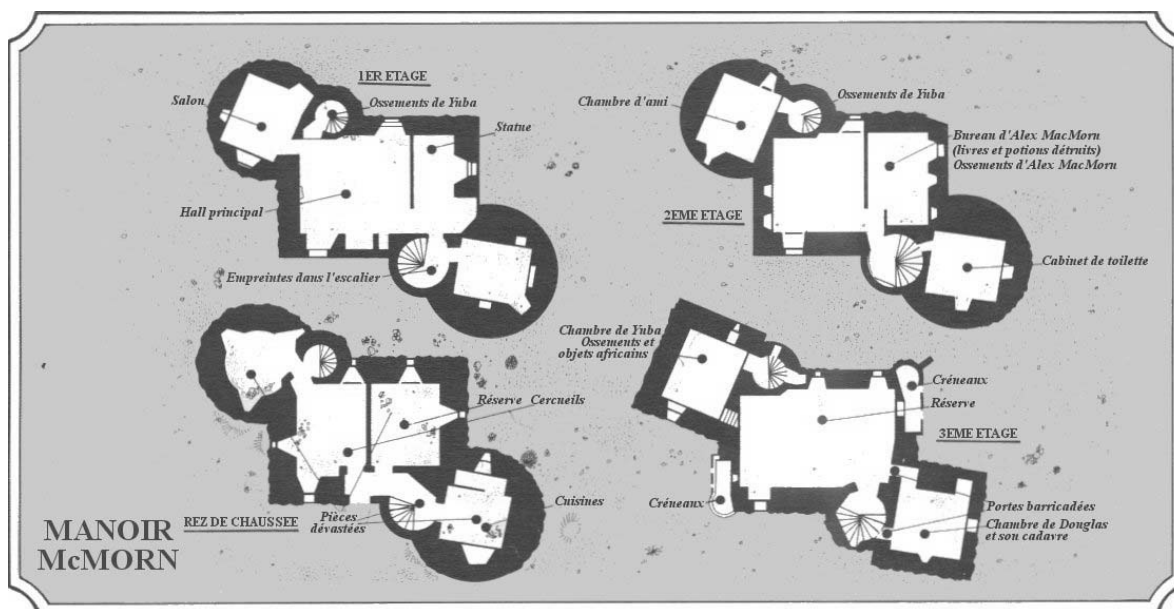 1ER ETAGE
Salon
Ossements de Yuba
Statue
Hall principal
Empreintes dans l'escalier
Chambre d'ami
Ossements de Yuba
Bureau d'Alex MacMorn
(livres et potions détruits)
Ossements d'Alex MacMorn
2EME ETAGE
Cabinet de toilette
Réserve Cercueils
Cuisines
Pièces
dévastées
REZ DE CHAUSSEE
Chambre de Yuba
Ossements et
objets africains
Créneaux
Réserve
3EME ETAGE
Créneaux
Portes barricadées
Chambre de Douglas
et son cadavre
MANOIR
McMORN